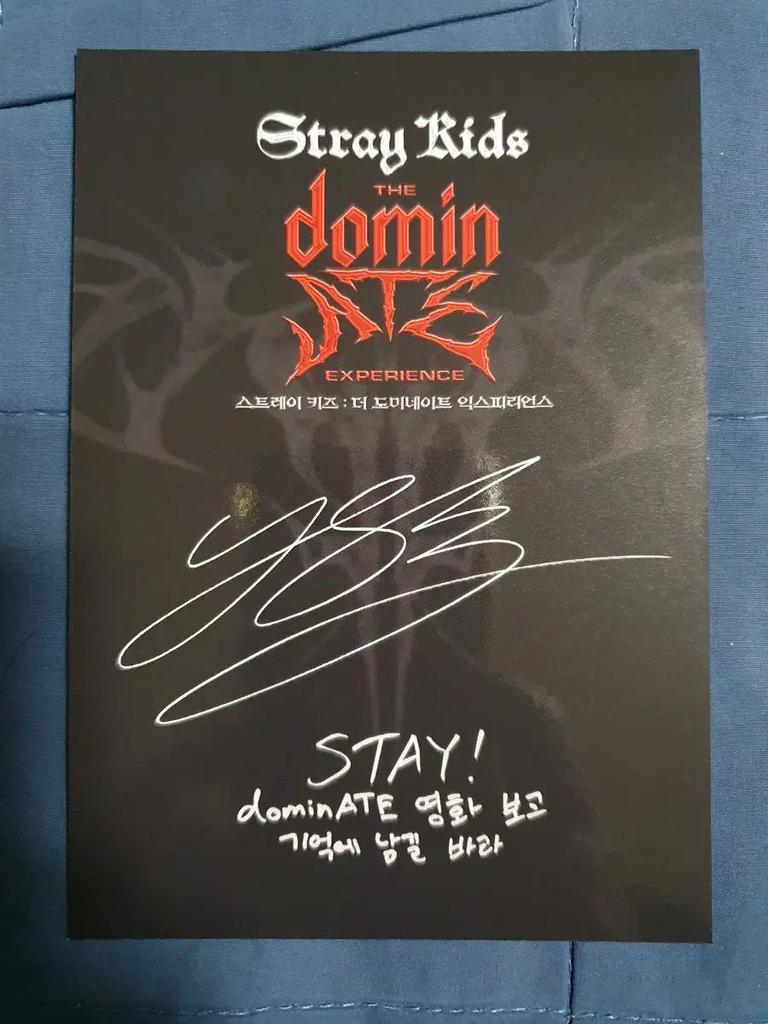 Stray Kids
THE
domin
ATE
EXPERIENCE
스트레이 키즈 : 더 도미네이트 익스피리언스
STAY!
dominATE 영화 보고
기억에 남길 바라